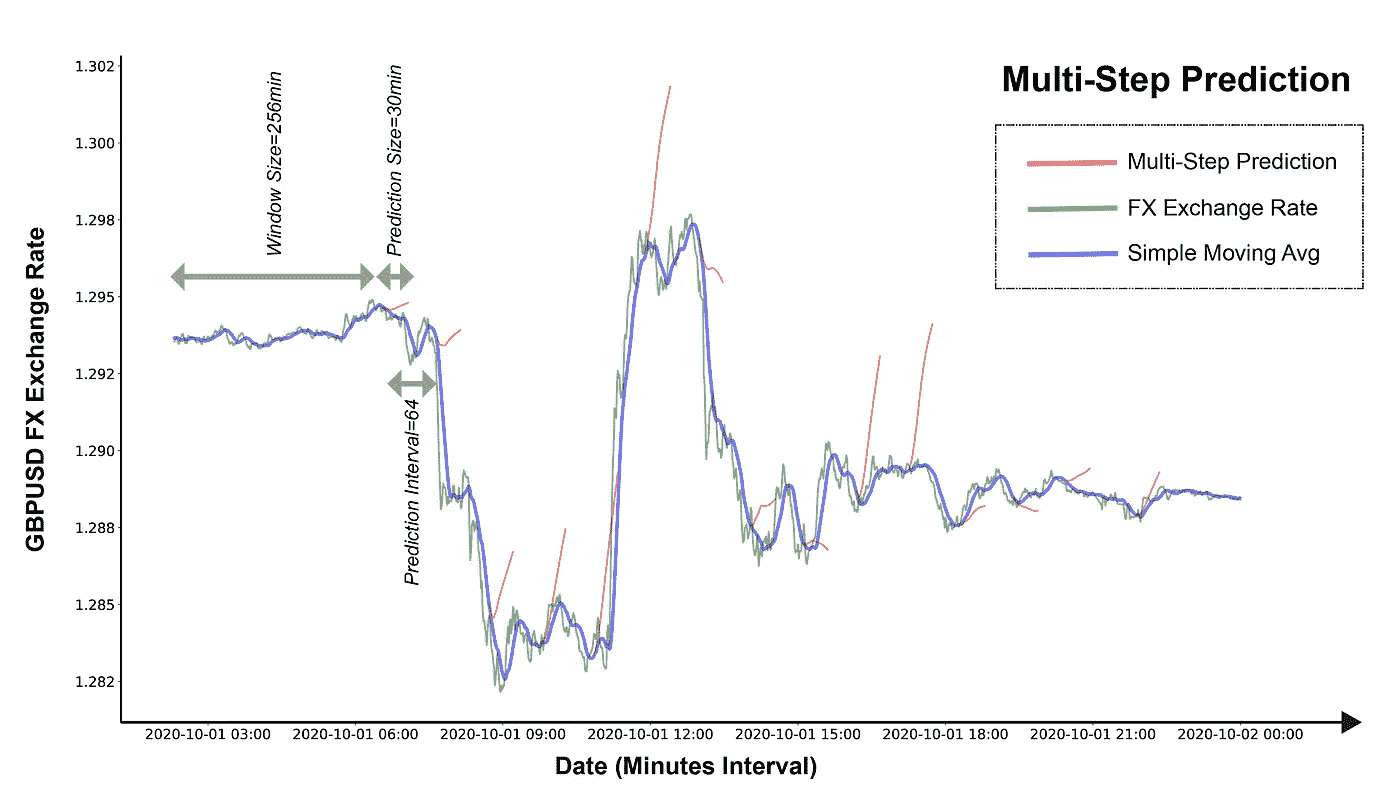 Multi-Step Prediction
Multi-Step Prediction
FX Exchange Rate
Simple Moving Avg
Window Size=256min
Prediction Size=30min
Prediction Interval=64
GBPUSD FX Exchange Rate
1.302
1.300
1.298
1.295
1.292
1.290
1.288
1.285
1.282
2020-10-01 03:00
2020-10-01 06:00
2020-10-01 09:00
2020-10-01 12:00
2020-10-01 15:00
2020-10-01 18:00
2020-10-01 21:00
2020-10-02 00:00
Date (Minutes Interval)